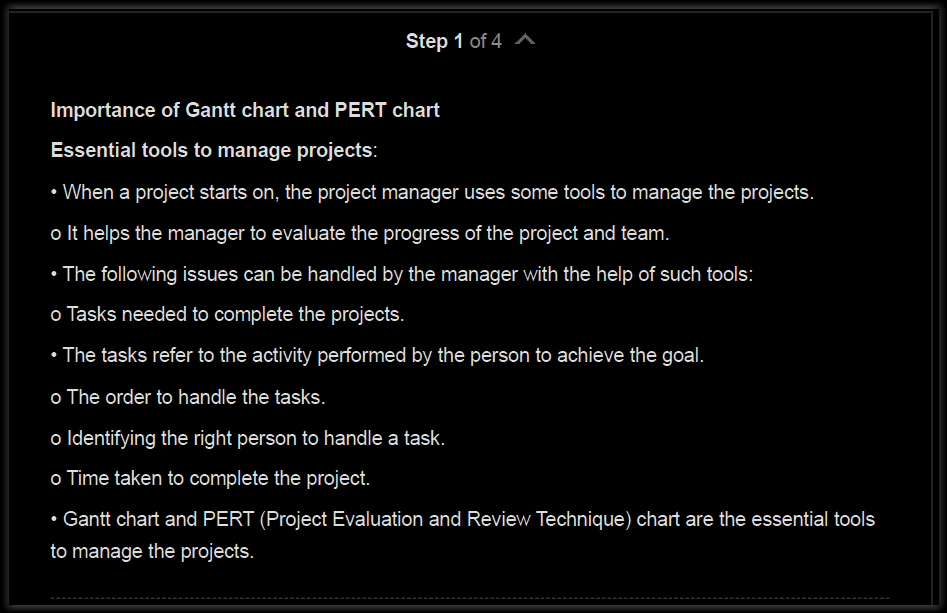 Step 1 of 4
Importance of Gantt chart and PERT chart
Essential tools to manage projects:
• When a project starts on, the project manager uses some tools to manage the projects.
o It helps the manager to evaluate the progress of the project and team.
• The following issues can be handled by the manager with the help of such tools:
o Tasks needed to complete the projects.
• The tasks refer to the activity performed by the person to achieve the goal.
o The order to handle the tasks.
o Identifying the right person to handle a task.
o Time taken to complete the project.
• Gantt chart and PERT (Project Evaluation and Review Technique) chart are the essential tools
to manage the projects.